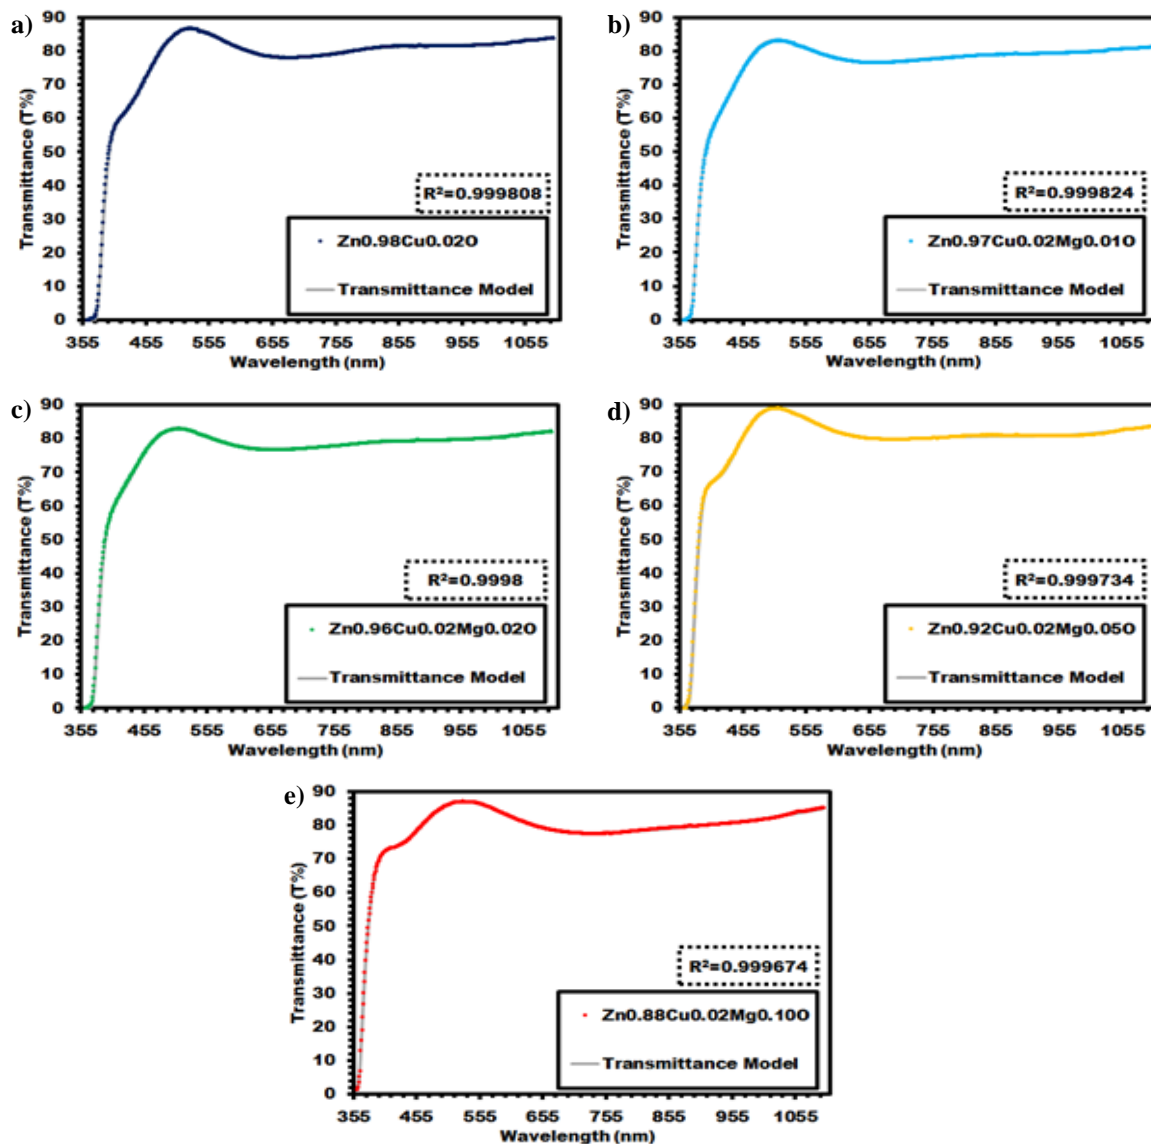 a)
90
80
70
60
50
40
30
20
10
0
Transmittance (T%)
R²=0.999808
Zn0.98Cu0.02O
Transmittance Model
355 455 555 655 755 855 955 1055
Wavelength (nm)
b)
90
80
70
60
50
40
30
20
10
0
Transmittance (T%)
R²=0.999824
Zn0.97Cu0.02Mg0.01O
Transmittance Model
355 455 555 655 755 855 955 1055
Wavelength (nm)
c)
90
80
70
60
50
40
30
20
10
0
Transmittance (T%)
R²=0.9998
Zn0.96Cu0.02Mg0.02O
Transmittance Model
355 455 555 655 755 855 955 1055
Wavelength (nm)
d)
90
80
70
60
50
40
30
20
10
0
Transmittance (T%)
R²=0.999734
Zn0.92Cu0.02Mg0.05O
Transmittance Model
355 455 555 655 755 855 955 1055
Wavelength (nm)
e)
90
80
70
60
50
40
30
20
10
0
Transmittance (T%)
R²=0.999674
Zn0.88Cu0.02Mg0.10O
Transmittance Model
355 455 555 655 755 855 955 1055
Wavelength (nm)